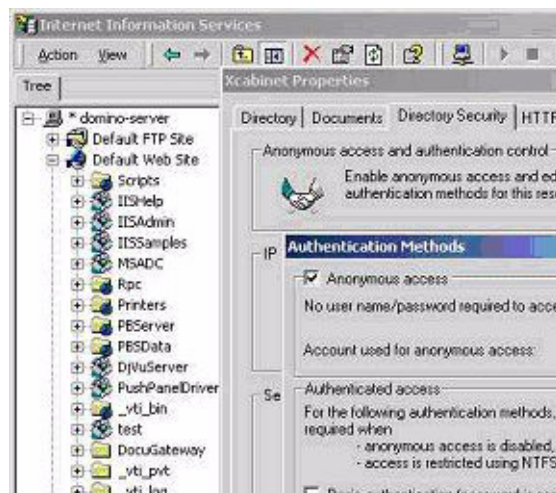 Internet Information Services
Action View
Tree
* domino-server
Default FTP Site
Default Web Site
Scripts
IISHelp
IISAdmin
IISSamples
MSADC
Rpc
Printers
PBServer
PBSData
DjVuServer
PushPanelDriver
_vti_bin
test
DocuGateway
_vti_pvt
_vti_log
Xcabinet Properties
Directory Documents Directory Security HTTP
Anonymous access and authentication control
Enable anonymous access and ed
authentication methods for this res
IP
Authentication Methods
Anonymous access
No user name/password required to acce
Account used for anonymous access:
Se
Authenticated access
For the following authentication methods,
required when
- anonymous access is disabled,
- access is restricted using NTFS